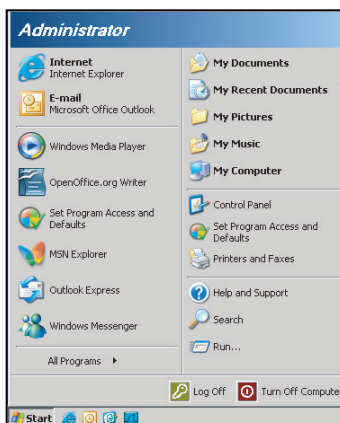 Administrator
Internet
Internet Explorer
E-mail
Microsoft Office Outlook
Windows Media Player
OpenOffice.org Writer
Set Program Access and
Defaults
MSN Explorer
Outlook Express
Windows Messenger
All Programs
My Documents
My Recent Documents
My Pictures
My Music
My Computer
Control Panel
Set Program Access and
Defaults
Printers and Faxes
Help and Support
Search
Run...
Log Off
Turn Off Compute
Start